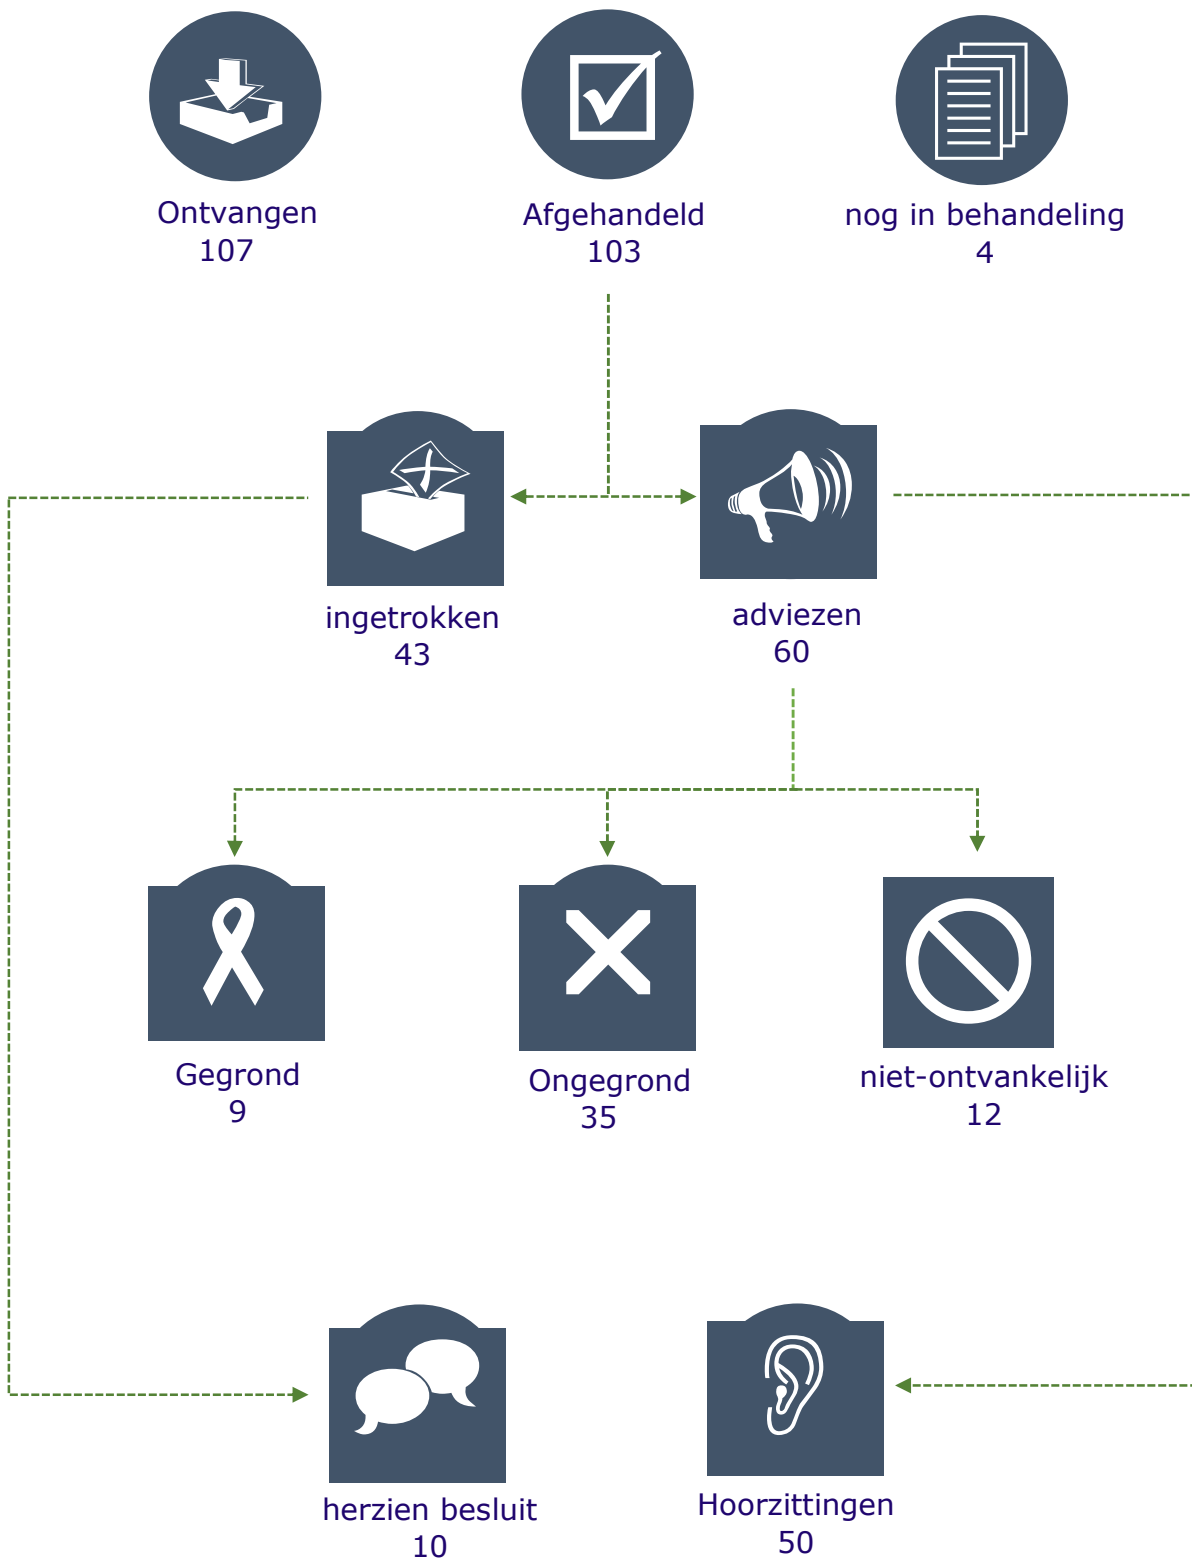 Ontvangen
107
Afgehandeld
103
nog in behandeling
4
ingetrokken
43
adviezen
60
Gegrond
9
Ongegrond
35
niet-ontvankelijk
12
herzien besluit
10
Hoorzittingen
50